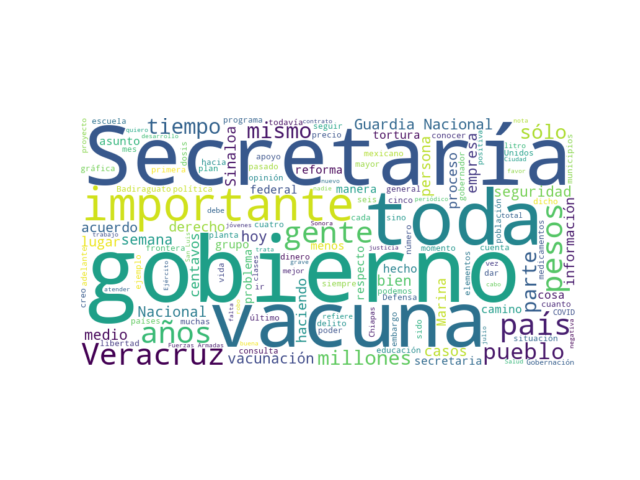 Secretaría
gobierno
vacuna
toda
importante
gente
país
Veracruz
años
pesos
pueblo
parte
millones
mismo
tiempo
sólo
Guardia Nacional
seguridad
Sinaloa
vacunación
Nacional
hoy
haciendo
casos
secretaria
Marina
persona
empresa
proceso
información
centavo
semana
lugar
acuerdo
derecho
medio
bien
hecho
menos
manera
reforma
tortura
federal
grupo
camino
cosa
respecto
asunto
escuela
quiero
desarrollo
programa
todavía
contrato
seguir
precio
conocer
nota
proyecto
mes
dosis
planta
hacia
plan
apoyo
pasado
opinión
mexicano
mayor
gobernador
positiva
litro
Unidos
Ciudad
favor
municipios
gráfica
primera
Badiraguato
política
debe
nadie
seis
cinco
general
periódico
población
total
dicho
adelante
ejemplo
frontera
jóvenes
cuatro
Sonora
cada
sino
justicia
número
momento
cuenta
medicamentos
trabajo
nuevo
dinero
mejor
vida
clases
ir
siempre
elementos
podemos
vez
dar
creo
atender
Ejército
trata
grave
Defensa
cabo
cuanto
COVID
países
muchas
falta
último
refiere
delito
poder
Chiapas
embargo
sido
julio
situación
negativa
libertad
Fuerzas Armadas
buena
consulta
educación
salud
Gobernación